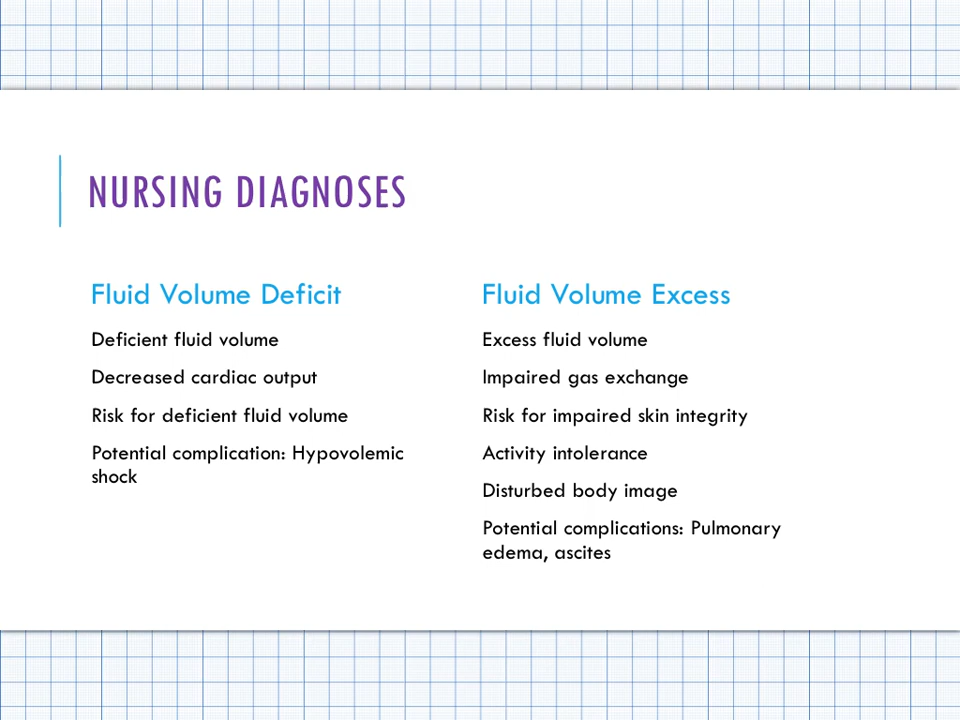 NURSING DIAGNOSES
Fluid Volume Deficit
Deficient fluid volume
Decreased cardiac output
Risk for deficient fluid volume
Potential complication: Hypovolemic
shock
Fluid Volume Excess
Excess fluid volume
Impaired gas exchange
Risk for impaired skin integrity
Activity intolerance
Disturbed body image
Potential complications: Pulmonary
edema, ascites